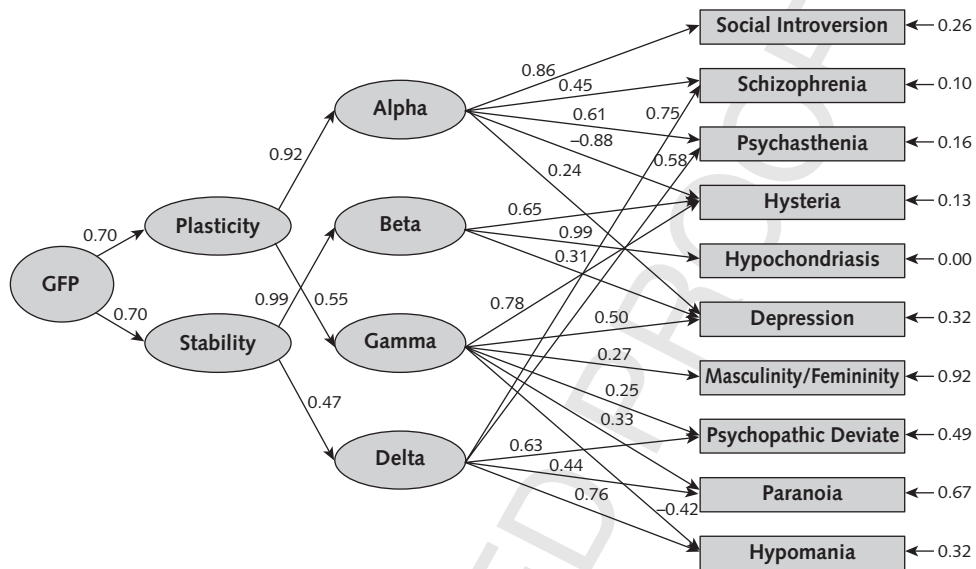 Social Introversion
0.26
0.86
0.45
Schizophrenia
0.10
Alpha
0.75
0.61
Psychasthenia
0.16
–0.88
0.92
0.58
0.24
Hysteria
0.13
Plasticity
Beta
0.65
0.70
0.99
Hypochondriasis
0.00
0.31
GFP
0.99
0.55
0.78
0.70
0.50
Depression
0.32
Stability
Gamma
0.27
Masculinity/Femininity
0.92
0.25
0.47
0.33
Psychopathic Deviate
0.49
0.63
Delta
0.44
Paranoia
0.67
0.76
–0.42
Hypomania
0.32